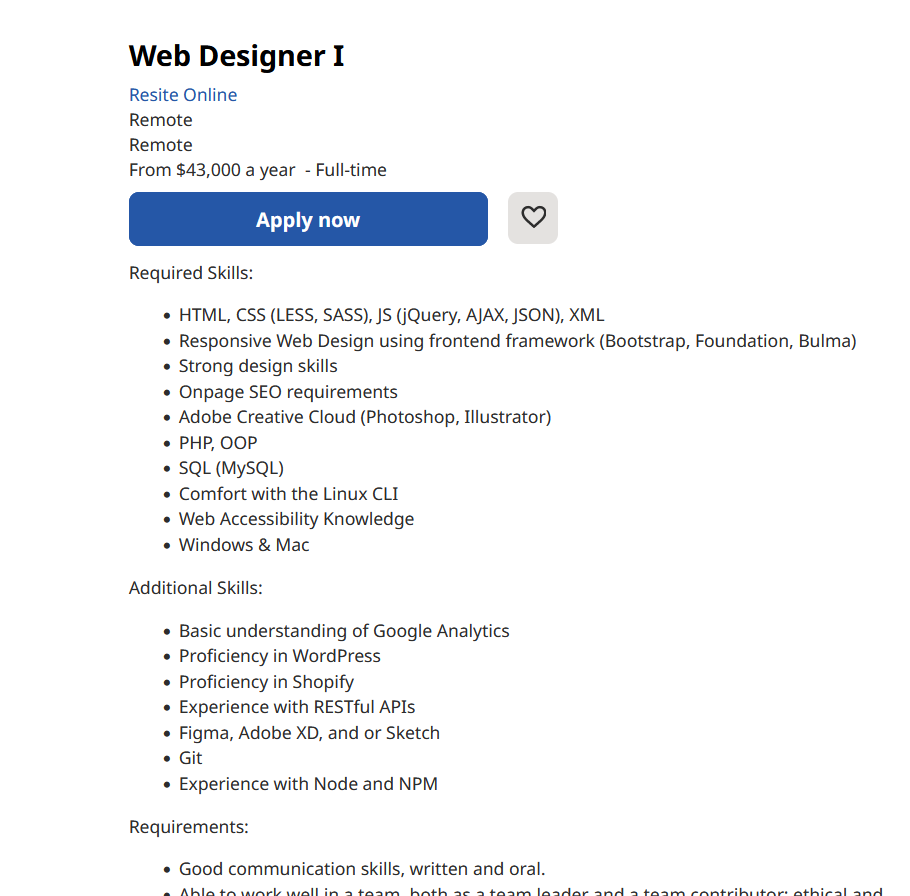 Web Designer I
Resite Online
Remote
Remote
From $43,000 a year - Full-time
Apply now
Required Skills:
• HTML, CSS (LESS, SASS), JS (jQuery, AJAX, JSON), XML
• Responsive Web Design using frontend framework (Bootstrap, Foundation, Bulma)
• Strong design skills
• Onpage SEO requirements
• Adobe Creative Cloud (Photoshop, Illustrator)
• PHP, OOP
• SQL (MySQL)
• Comfort with the Linux CLI
• Web Accessibility Knowledge
• Windows & Mac
Additional Skills:
• Basic understanding of Google Analytics
• Proficiency in WordPress
• Proficiency in Shopify
• Experience with RESTful APIs
• Figma, Adobe XD, and or Sketch
• Git
• Experience with Node and NPM
Requirements:
• Good communication skills, written and oral.
• Able to work well in a team, both as a team leader and a team contributor; ethical and